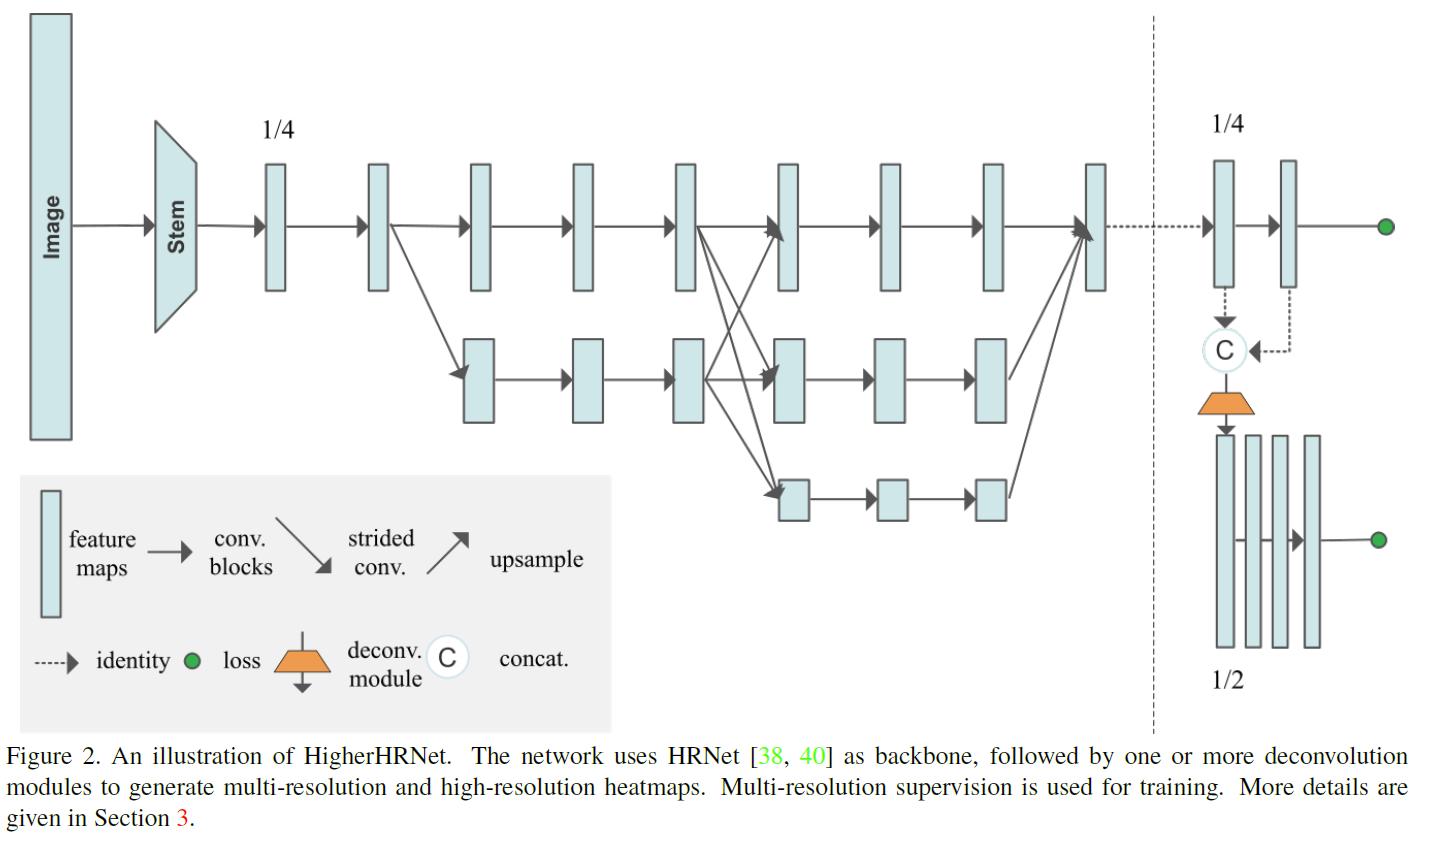 Image
Stem
1/4
1/4
C
1/2
feature
maps
conv.
blocks
strided
conv.
upsample
identity
loss
deconv.
module
C
concat.
Figure 2. An illustration of HigherHRNet. The network uses HRNet [38, 40] as backbone, followed by one or more deconvolution
modules to generate multi-resolution and high-resolution heatmaps. Multi-resolution supervision is used for training. More details are
given in Section 3.